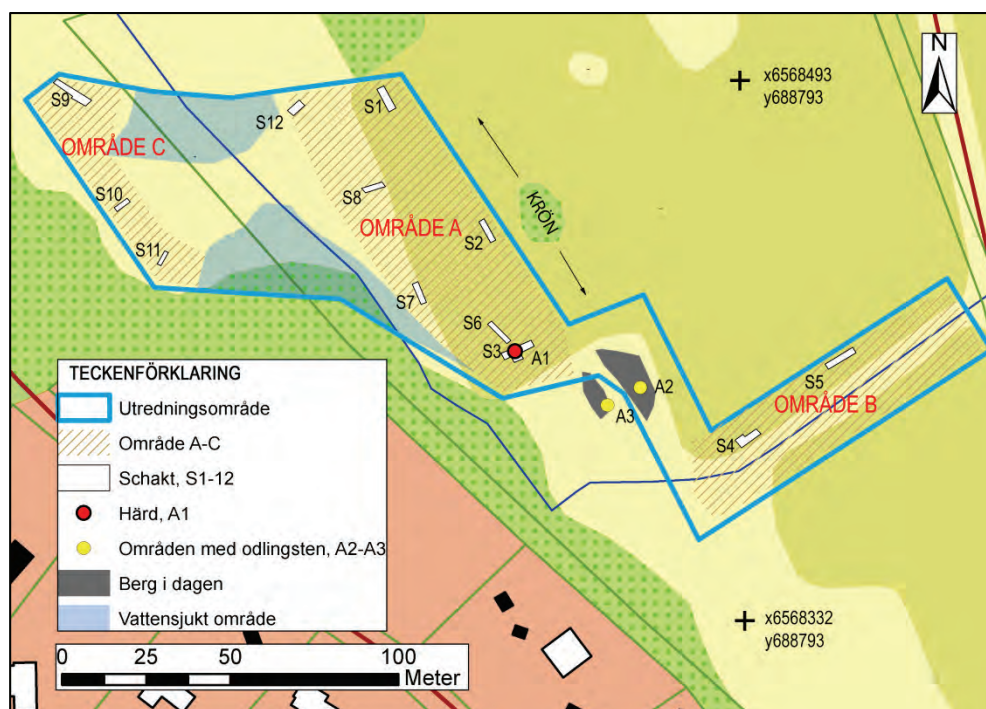 N
x6568493
y688793
S9
S12
S1
OMRÅDE C
S10
S8
KRÖN
OMRÅDE A
S2
S11
S7
S6
S3
A1
A2
A3
S5
OMRÅDE B
S4
TECKENFÖRKLARING
Utredningsområde
Område A-C
Schakt, S1-12
Härd, A1
Områden med odlingsten, A2-A3
Berg i dagen
Vattensjukt område
0 25 50 100
Meter
x6568332
y688793